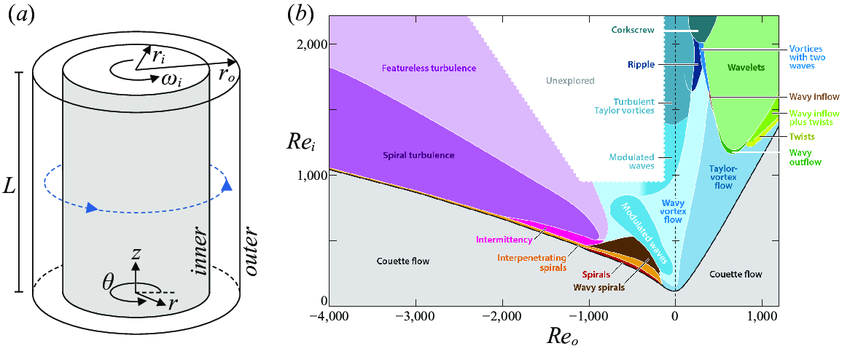 (a)
r_i
r_o
ω_i
L
z
θ
r
inner
outer
(b)
2,000
1,000
0
Re_i
−4,000
−3,000
−2,000
−1,000
0
1,000
Re_o
Featureless turbulence
Spiral turbulence
Unexplored
Corkscrew
Ripple
Turbulent
Taylor vortices
Modulated
waves
Wavelets
Vortices
with two
waves
Wavy inflow
Wavy inflow
plus twists
Twists
Wavy
outflow
Taylor-
vortex
flow
Wavy
vortex
flow
Modulated waves
Intermittency
Interpenetrating
spirals
Spirals
Wavy spirals
Couette flow
Couette flow